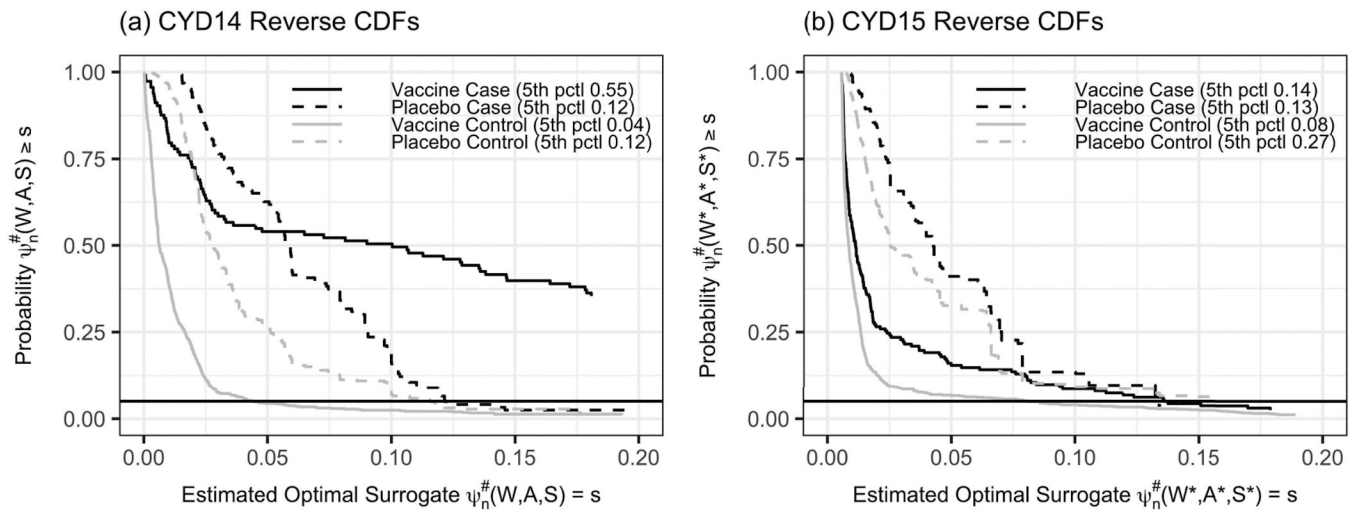 (a) CYD14 Reverse CDFs
Probability ψn#(W,A,S) ≥ s
1.00
0.75
0.50
0.25
0.00
Vaccine Case (5th pctl 0.55)
Placebo Case (5th pctl 0.12)
Vaccine Control (5th pctl 0.04)
Placebo Control (5th pctl 0.12)
0.00 0.05 0.10 0.15 0.20
Estimated Optimal Surrogate ψn#(W,A,S) = s
(b) CYD15 Reverse CDFs
Probability ψn#(W*,A*,S*) ≥ s
1.00
0.75
0.50
0.25
0.00
Vaccine Case (5th pctl 0.14)
Placebo Case (5th pctl 0.13)
Vaccine Control (5th pctl 0.08)
Placebo Control (5th pctl 0.27)
0.00 0.05 0.10 0.15 0.20
Estimated Optimal Surrogate ψn#(W*,A*,S*) = s